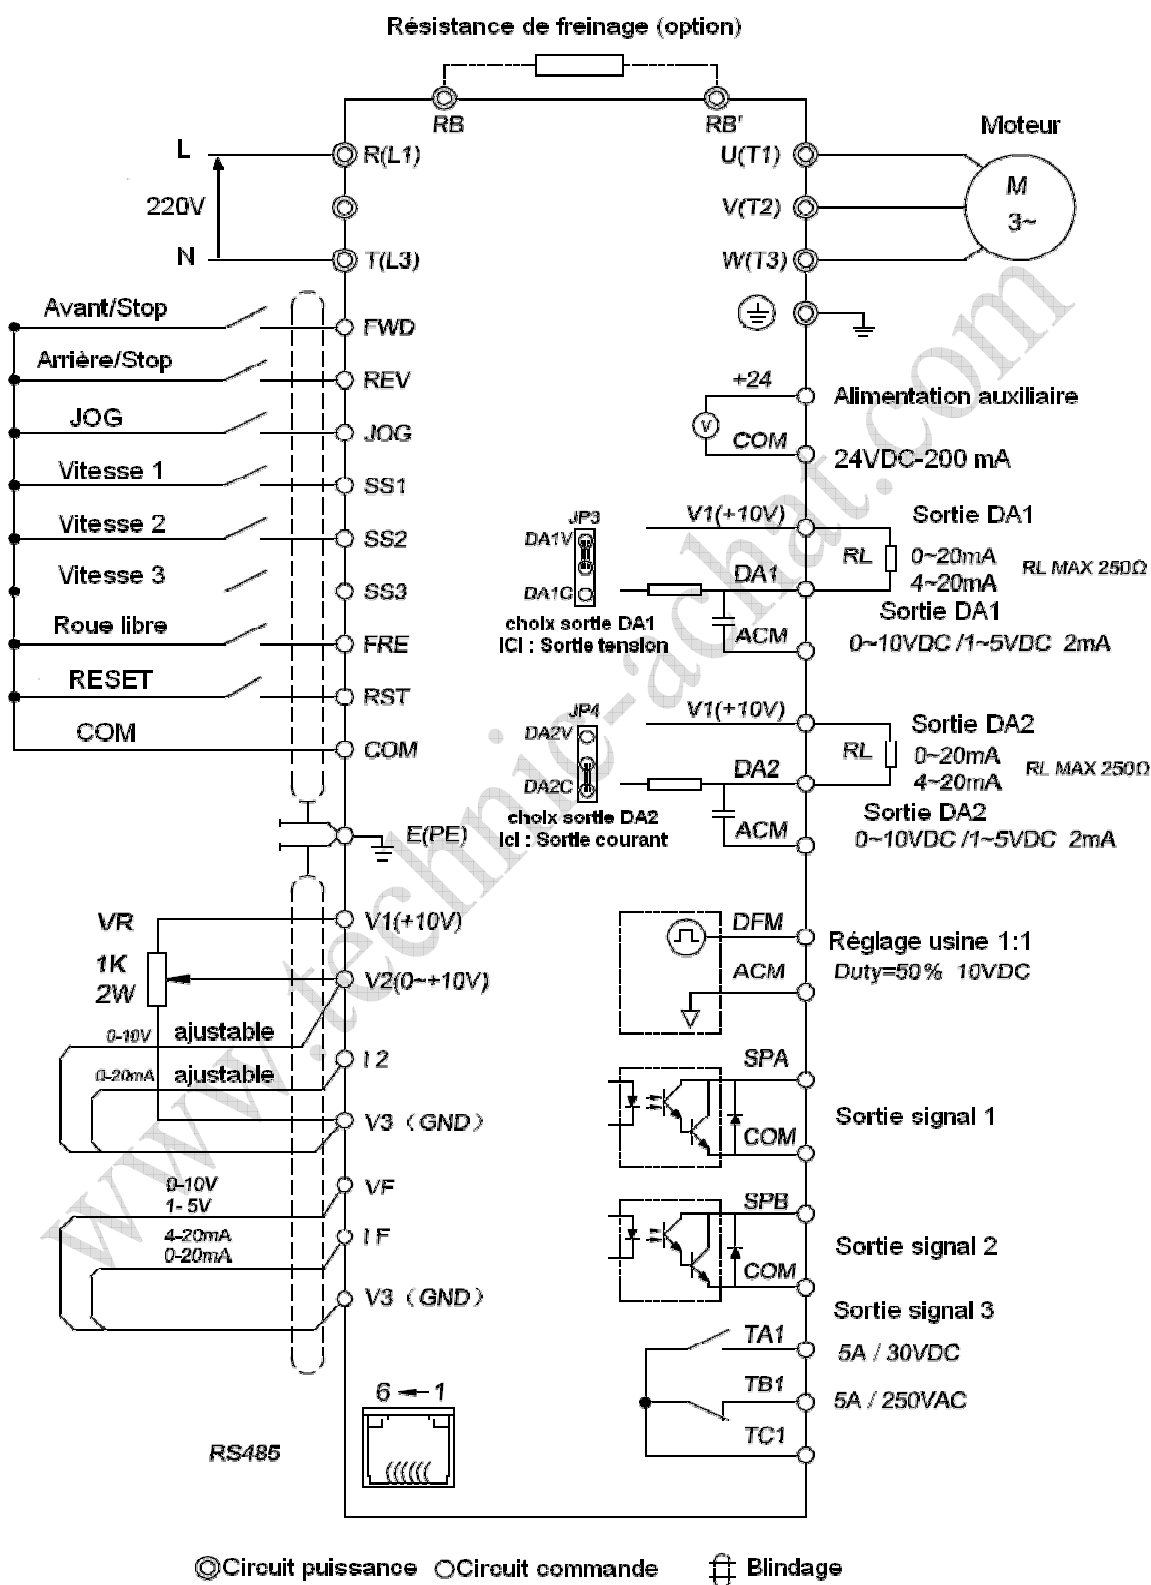 Résistance de freinage (option)
RB
RB'
Moteur
L
R(L1)
U(T1)
M
3~
220V
V(T2)
N
T(L3)
W(T3)
Avant/Stop
FWD
Arrière/Stop
REV
+24
Alimentation auxiliaire
JOG
JOG
V
COM
24VDC-200 mA
Vitesse 1
SS1
JP3
V1(+10V)
Sortie DA1
Vitesse 2
SS2
DA1V
RL
0~20mA
RL MAX 250Ω
4~20mA
Vitesse 3
SS3
DA1C
DA1
Sortie DA1
choix sortie DA1
ICI : Sortie tension
ACM
0~10VDC /1~5VDC 2mA
Roue libre
FRE
RESET
RST
JP4
V1(+10V)
Sortie DA2
COM
COM
DA2V
RL
0~20mA
RL MAX 250Ω
4~20mA
DA2C
DA2
Sortie DA2
choix sortie DA2
Ici : Sortie courant
ACM
0~10VDC /1~5VDC 2mA
E(PE)
VR
V1(+10V)
DFM
Réglage usine 1:1
1K
2W
V2(0~+10V)
ACM
Duty=50% 10VDC
0-10V
ajustable
I2
SPA
0-20mA
ajustable
V3 (GND)
COM
Sortie signal 1
0-10V
1- 5V
VF
SPB
4-20mA
0-20mA
IF
COM
Sortie signal 2
V3 (GND)
Sortie signal 3
TA1
5A / 30VDC
6
1
TB1
5A / 250VAC
RS485
TC1
Circuit puissance
Circuit commande
Blindage
www.technic-achat.com